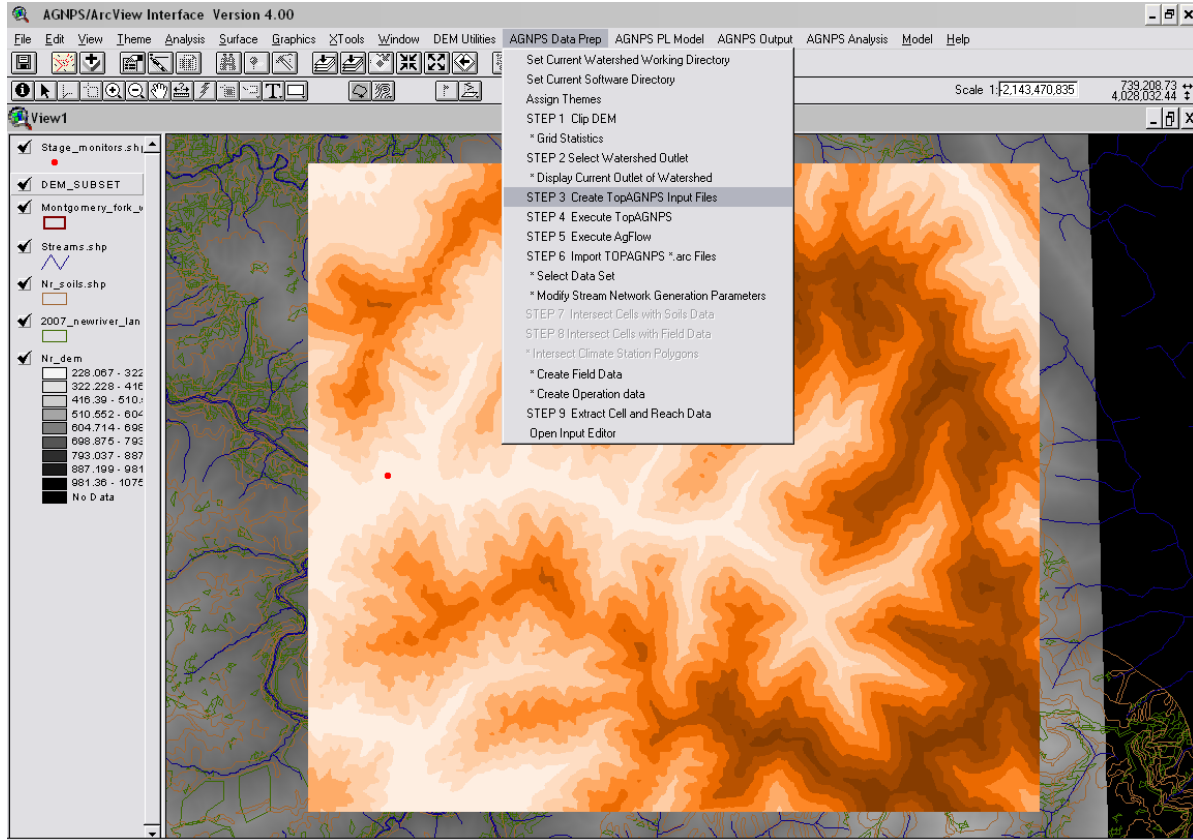 AGNPS/ArcView Interface Version 4.00
File Edit View Theme Analysis Surface Graphics XTools Window DEM Utilities AGNPS Data Prep AGNPS PL Model AGNPS Output AGNPS Analysis Model Help
Scale 1: -2,143,470,835
739,208.73
4,028,032.44
View1
Set Current Watershed Working Directory
Set Current Software Directory
Assign Themes
STEP 1 Clip DEM
* Grid Statistics
STEP 2 Select Watershed Outlet
* Display Current Outlet of Watershed
STEP 3 Create TopAGNPS Input Files
STEP 4 Execute TopAGNPS
STEP 5 Execute AgFlow
STEP 6 Import TOPAGNPS *.arc Files
* Select Data Set
* Modify Stream Network Generation Parameters
STEP 7 Intersect Cells with Soils Data
STEP 8 Intersect Cells with Field Data
* Intersect Climate Station Polygons
* Create Field Data
* Create Operation data
STEP 9 Extract Cell and Reach Data
Open Input Editor
Stage_monitors.sh
DEM_SUBSET
Montgomery_fork_
Streams.shp
Nr_soils.shp
2007_newriver_lan
Nr_dem
228.067 - 322
322.228 - 416
416.39 - 510.
510.552 - 604
604.714 - 698
698.875 - 793
793.037 - 887
887.199 - 981
981.36 - 1075
No Data